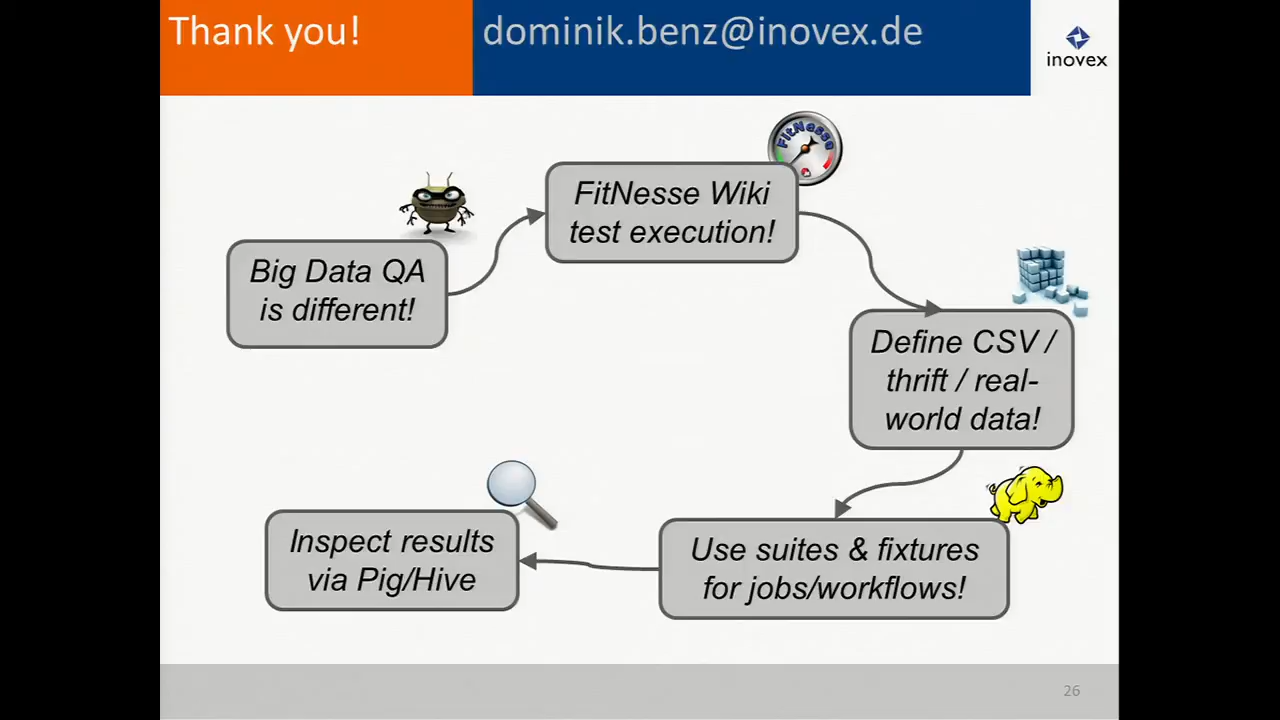 Thank you!
dominik.benz@inovex.de
inovex
FitNesse
FitNesse Wiki
test execution!
Big Data QA
is different!
Define CSV /
thrift / real-
world data!
Use suites & fixtures
for jobs/workflows!
Inspect results
via Pig/Hive
26